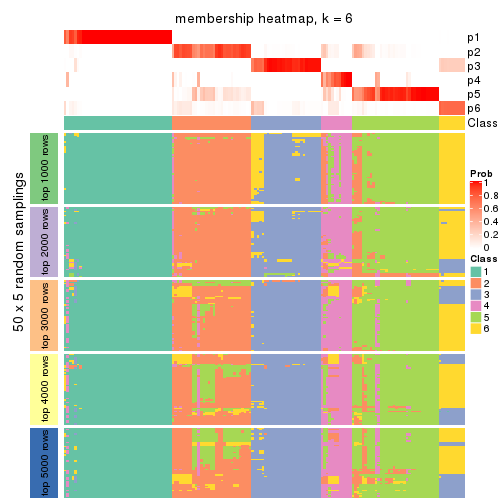 membership heatmap, k = 6
p1
p2
p3
p4
p5
p6
Class
50 x 5 random samplings
top 1000 rows
top 2000 rows
top 3000 rows
top 4000 rows
top 5000 rows
Prob
1
0.8
0.6
0.4
0.2
0
Class
1
2
3
4
5
6